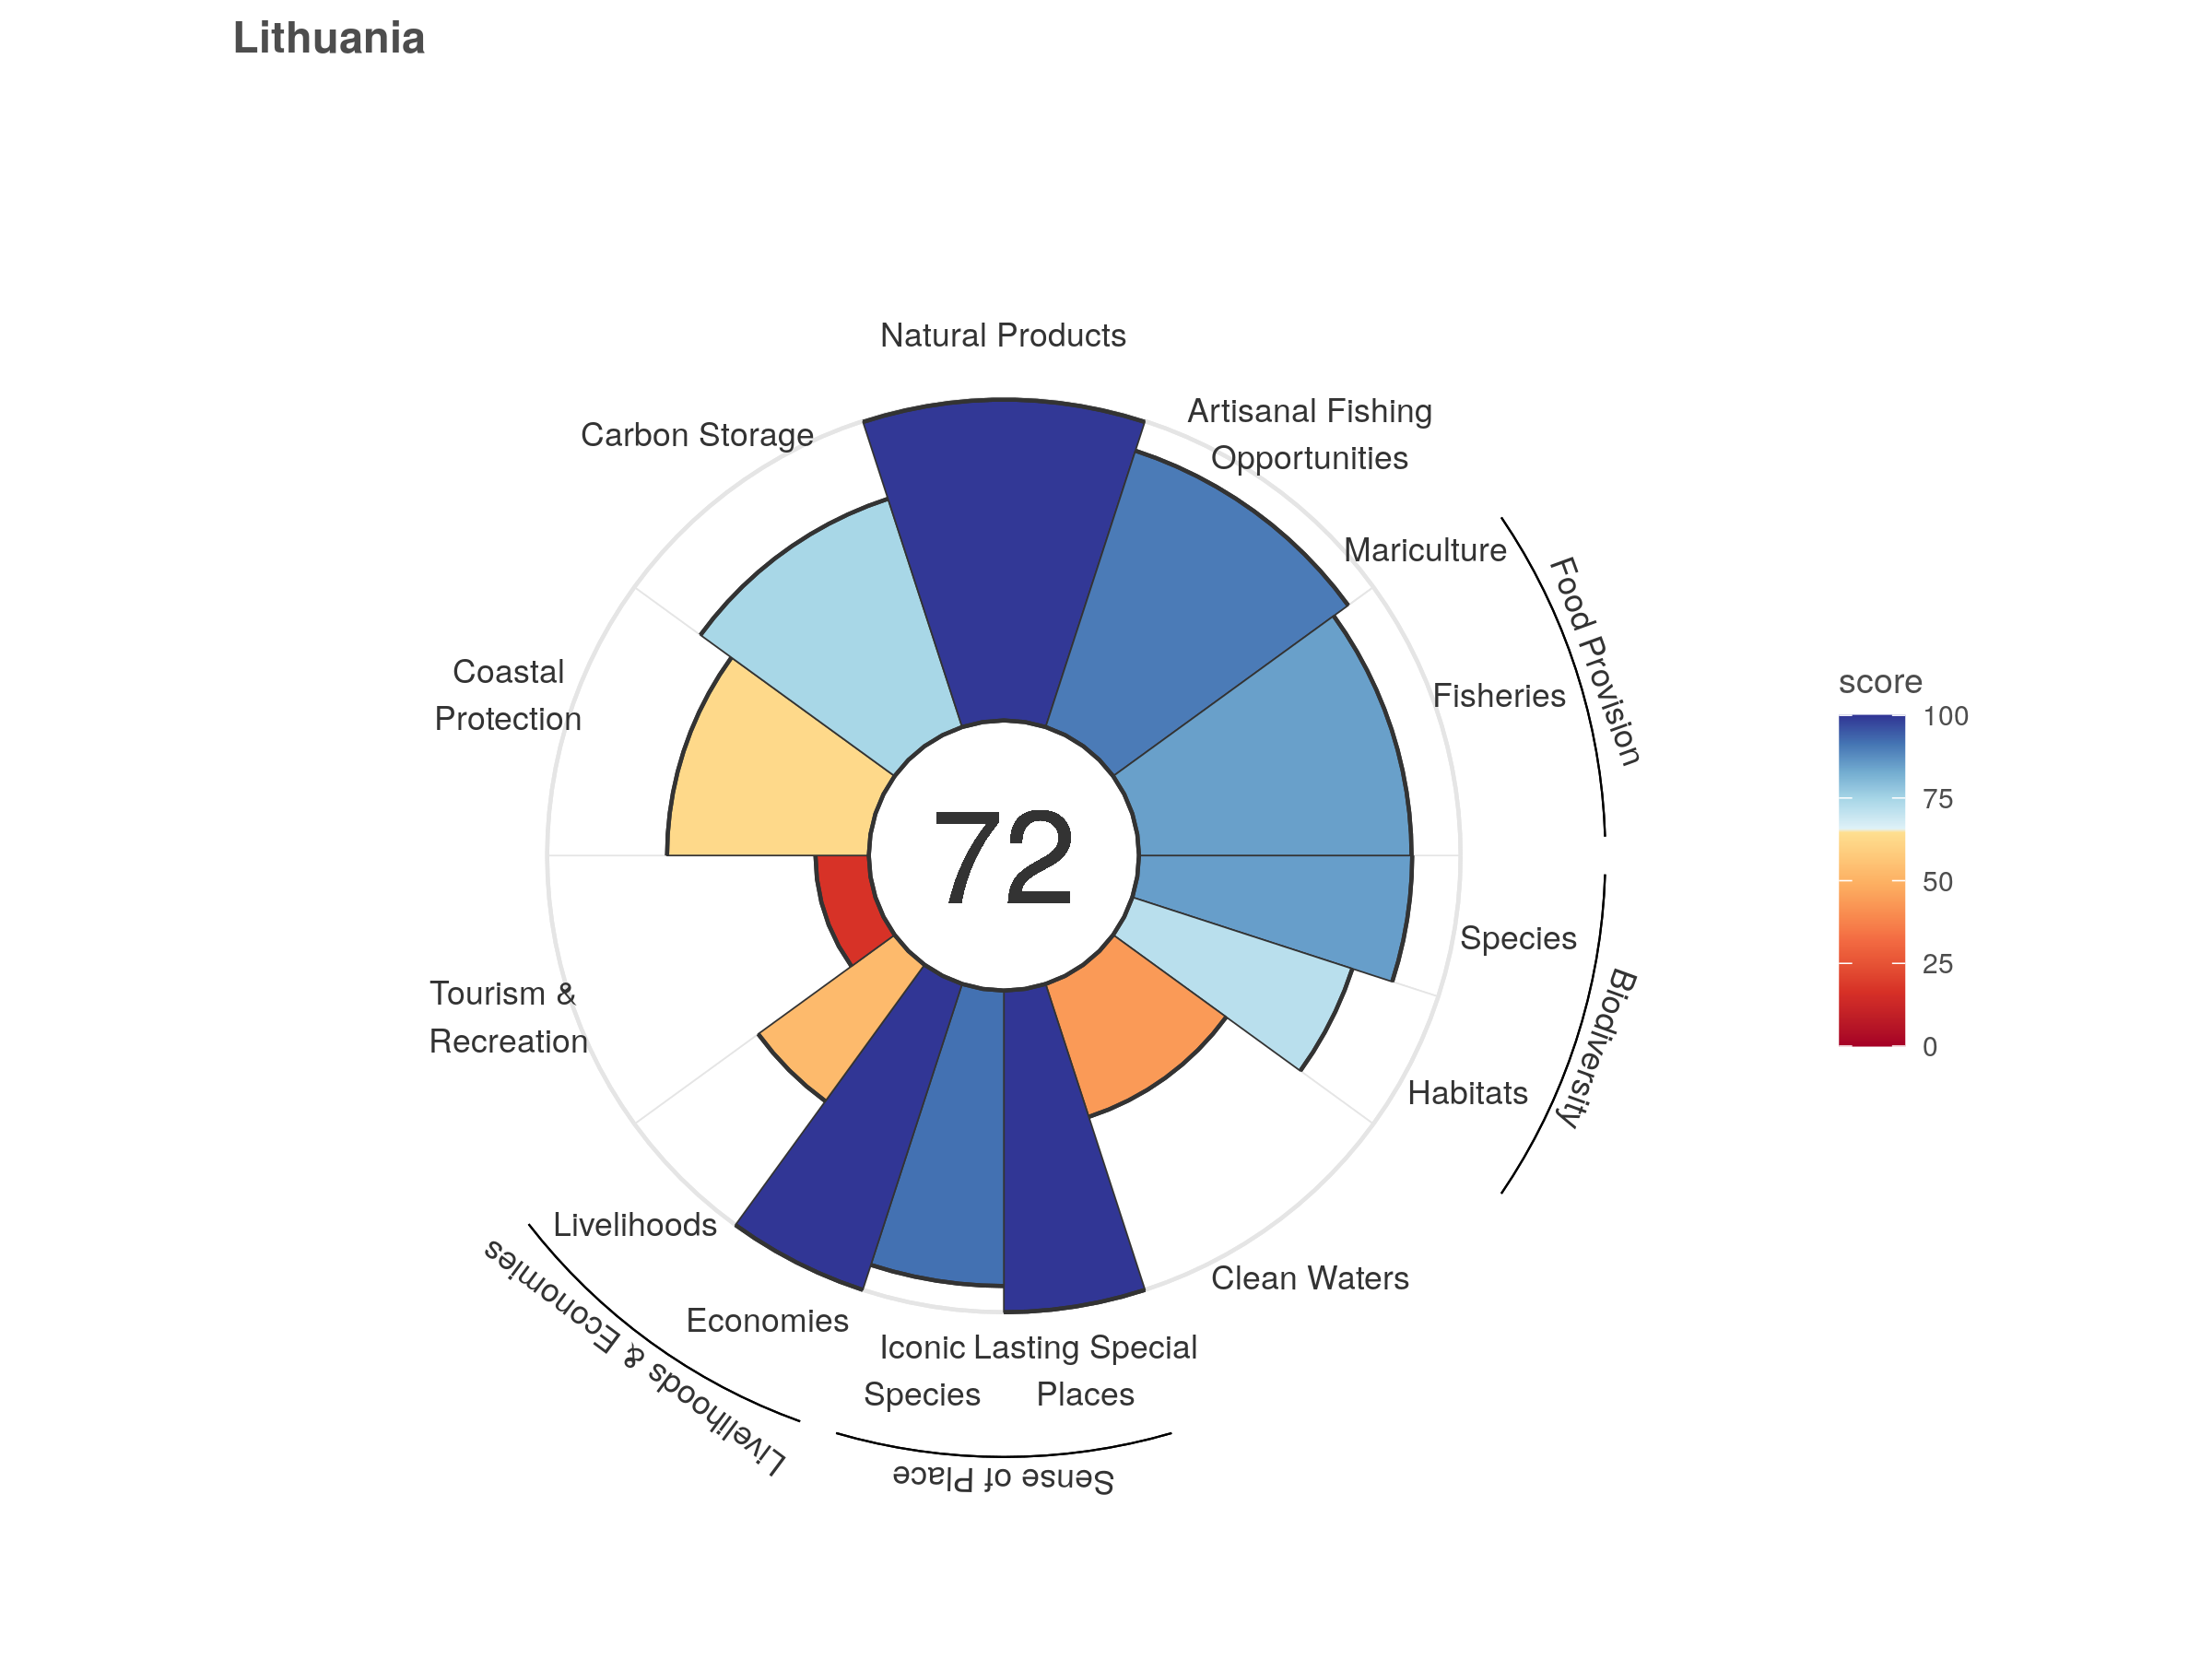 Lithuania
Natural Products
Artisanal Fishing
Opportunities
Carbon Storage
Mariculture
Food Provision
Fisheries
Coastal
Protection
score
100
75
50
25
0
72
Species
Biodiversity
Habitats
Tourism &
Recreation
Livelihoods
Livelihoods & Economies
Economies
Clean Waters
Iconic
Species
Lasting Special
Places
Sense of Place